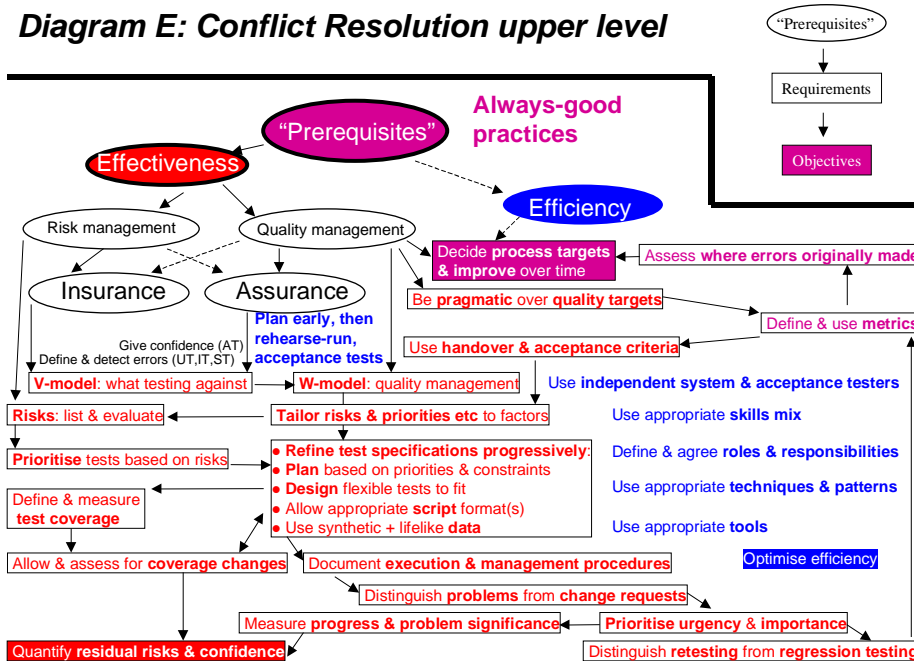 Diagram E: Conflict Resolution upper level
“Prerequisites”
Requirements
Objectives
Always-good
practices
“Prerequisites”
Effectiveness
Efficiency
Risk management
Quality management
Decide process targets
& improve over time
Assess where errors originally made
Insurance
Assurance
Be pragmatic over quality targets
Plan early, then
rehearse-run,
acceptance tests
Define & use metrics
Give confidence (AT)
Define & detect errors (UT,IT,ST)
Use handover & acceptance criteria
V-model: what testing against
W-model: quality management
Use independent system & acceptance testers
Risks: list & evaluate
Tailor risks & priorities etc to factors
Use appropriate skills mix
Prioritise tests based on risks
● Refine test specifications progressively:
● Plan based on priorities & constraints
● Design flexible tests to fit
● Allow appropriate script format(s)
● Use synthetic + lifelike data
Define & agree roles & responsibilities
Define & measure
test coverage
Use appropriate techniques & patterns
Use appropriate tools
Optimise efficiency
Allow & assess for coverage changes
Document execution & management procedures
Distinguish problems from change requests
Measure progress & problem significance
Prioritise urgency & importance
Quantify residual risks & confidence
Distinguish retesting from regression testing